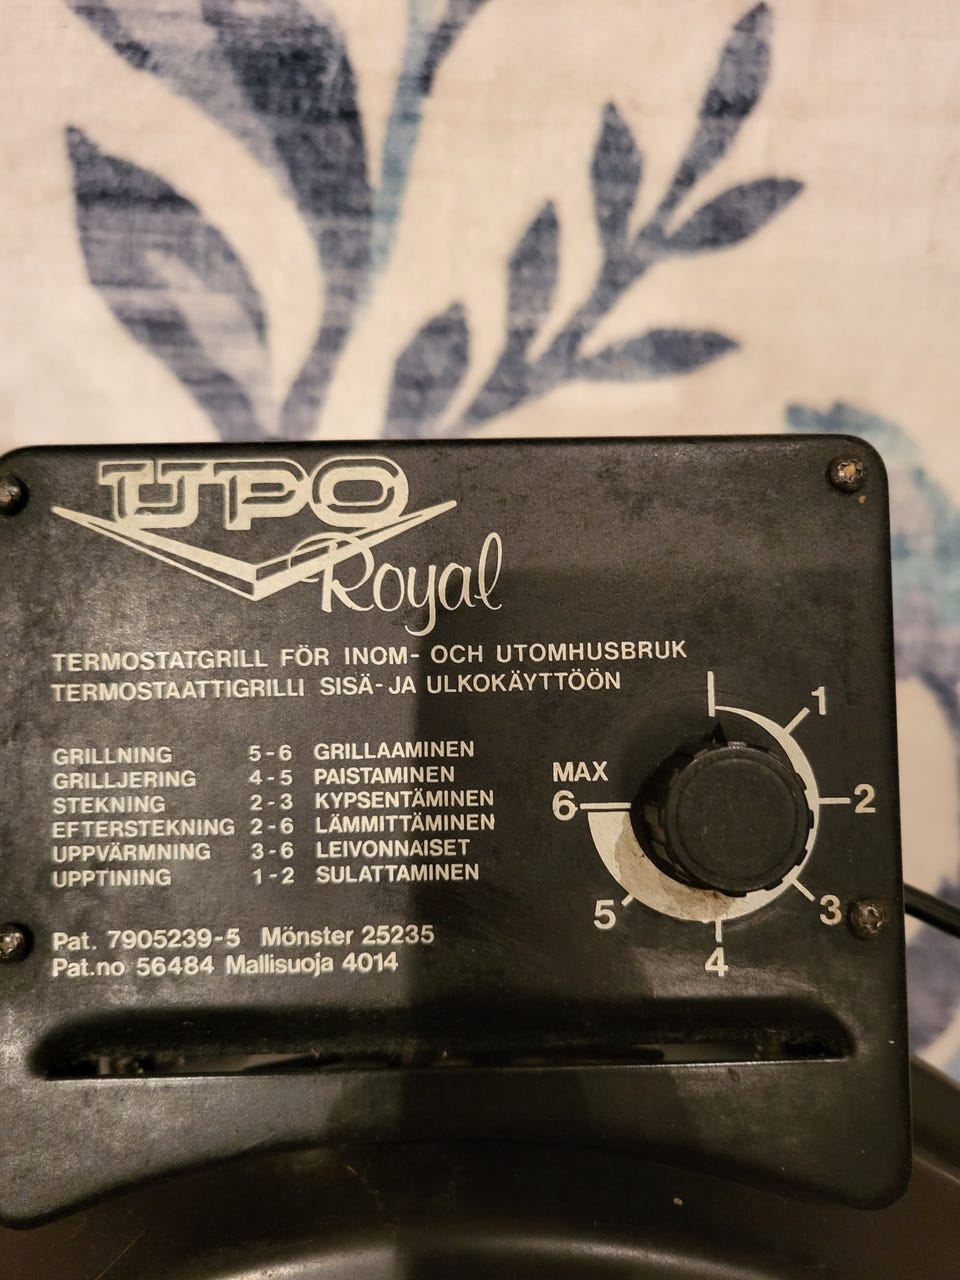 UPO
Royal
TERMOSTATGRILL FÖR INOM- OCH UTOMHUSBRUK
TERMOSTAATTIGRILLI SISÄ- JA ULKOKÄYTTÖÖN
GRILLNING 5-6 GRILLAAMINEN
GRILLJERING 4-5 PAISTAMINEN
STEKNING 2-3 KYPSENTÄMINEN
EFTERSTEKNING 2-6 LÄMMITTÄMINEN
UPPVÄRMNING 3-6 LEIVONNAISET
UPPTINING 1-2 SULATTAMINEN
Pat. 7905239-5 Mönster 25235
Pat.no 56484 Mallisuoja 4014
1
2
3
4
5
MAX
6